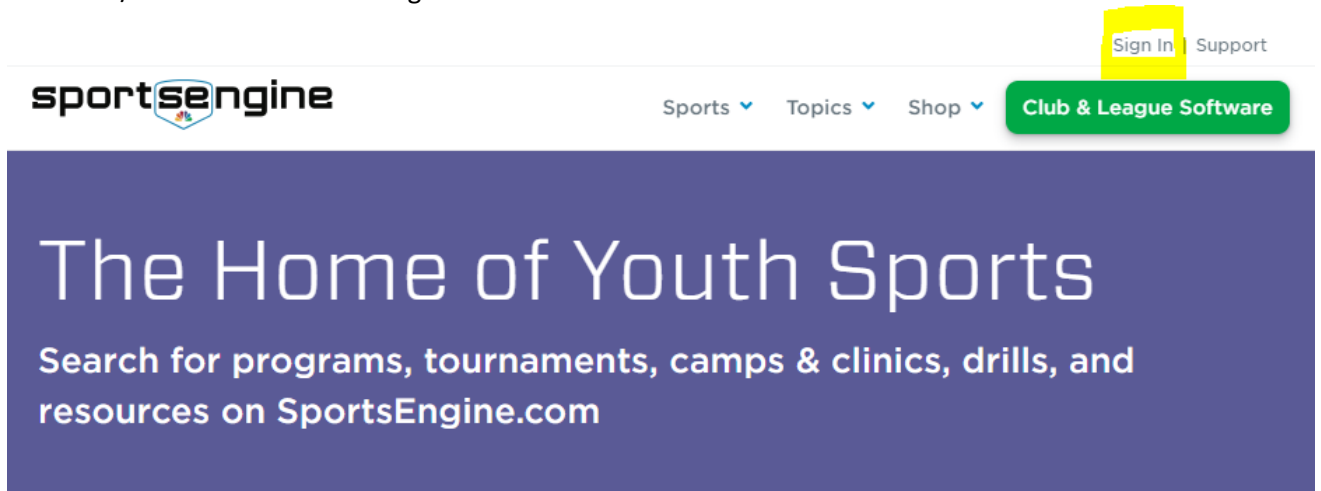 Sign In | Support
sportsengine
Sports Topics Shop Club & League Software
The Home of Youth Sports
Search for programs, tournaments, camps & clinics, drills, and
resources on SportsEngine.com